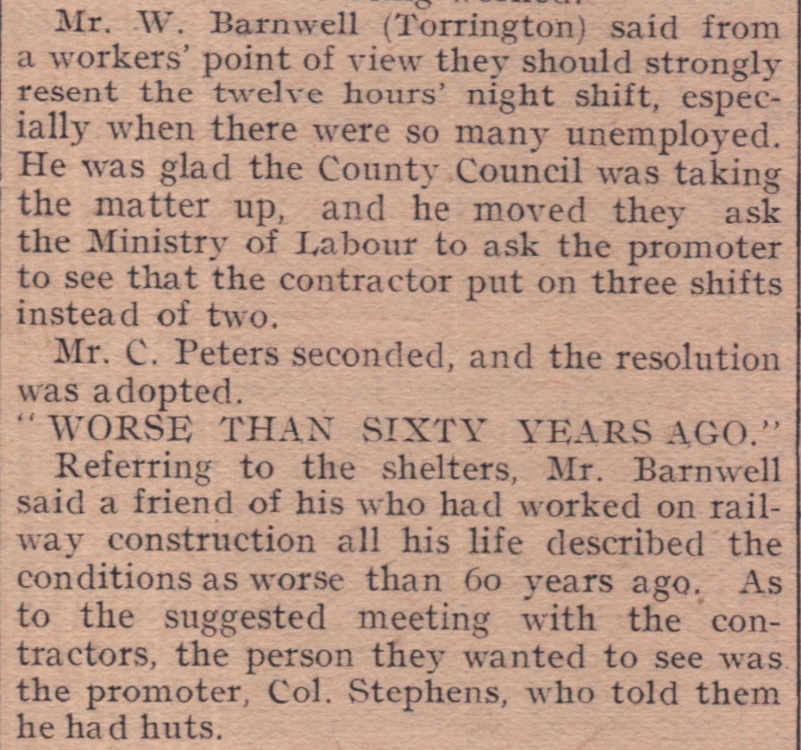 Mr. W. Barnwell (Torrington) said from
a workers' point of view they should strongly
resent the twelve hours' night shift, espec-
ially when there were so many unemployed.
He was glad the County Council was taking
the matter up, and he moved they ask
the Ministry of Labour to ask the promoter
to see that the contractor put on three shifts
instead of two.
Mr. C. Peters seconded, and the resolution
was adopted.
"WORSE THAN SIXTY YEARS AGO."
Referring to the shelters, Mr. Barnwell
said a friend of his who had worked on rail-
way construction all his life described the
conditions as worse than 60 years ago. As
to the suggested meeting with the con-
tractors, the person they wanted to see was
the promoter, Col. Stephens, who told them
he had huts.